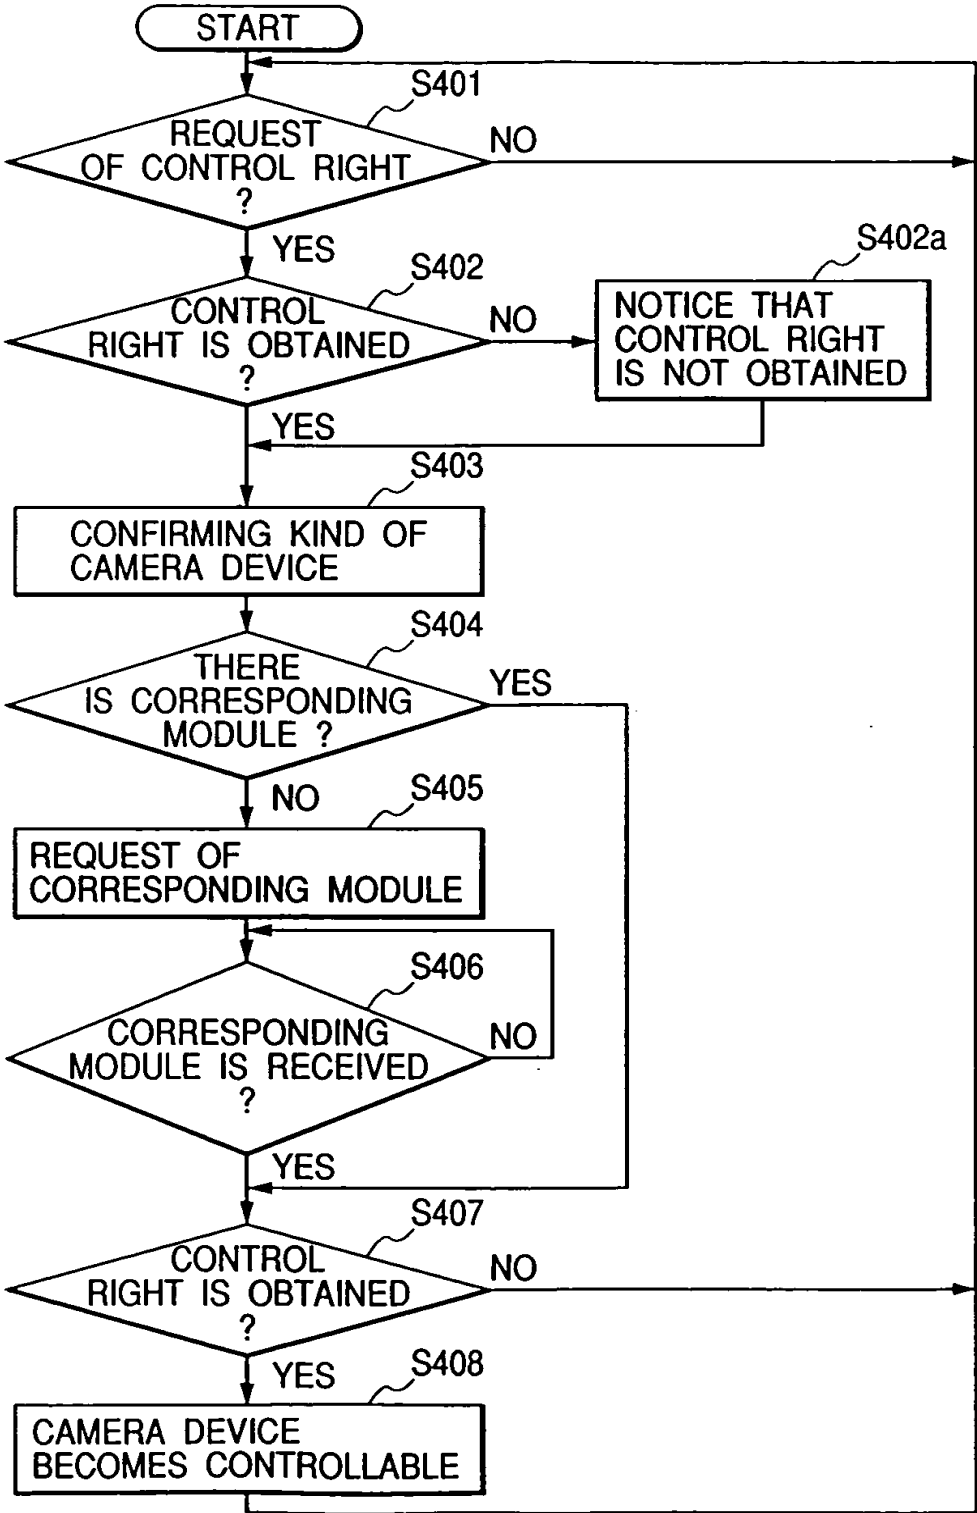 START
S401
REQUEST
OF CONTROL RIGHT
?
NO
YES
S402
CONTROL
RIGHT IS OBTAINED
?
NO
S402a
NOTICE THAT
CONTROL RIGHT
IS NOT OBTAINED
YES
S403
CONFIRMING KIND OF
CAMERA DEVICE
S404
THERE
IS CORRESPONDING
MODULE ?
YES
NO
S405
REQUEST OF
CORRESPONDING MODULE
S406
CORRESPONDING
MODULE IS RECEIVED
?
NO
YES
S407
CONTROL
RIGHT IS OBTAINED
?
NO
YES
S408
CAMERA DEVICE
BECOMES CONTROLLABLE